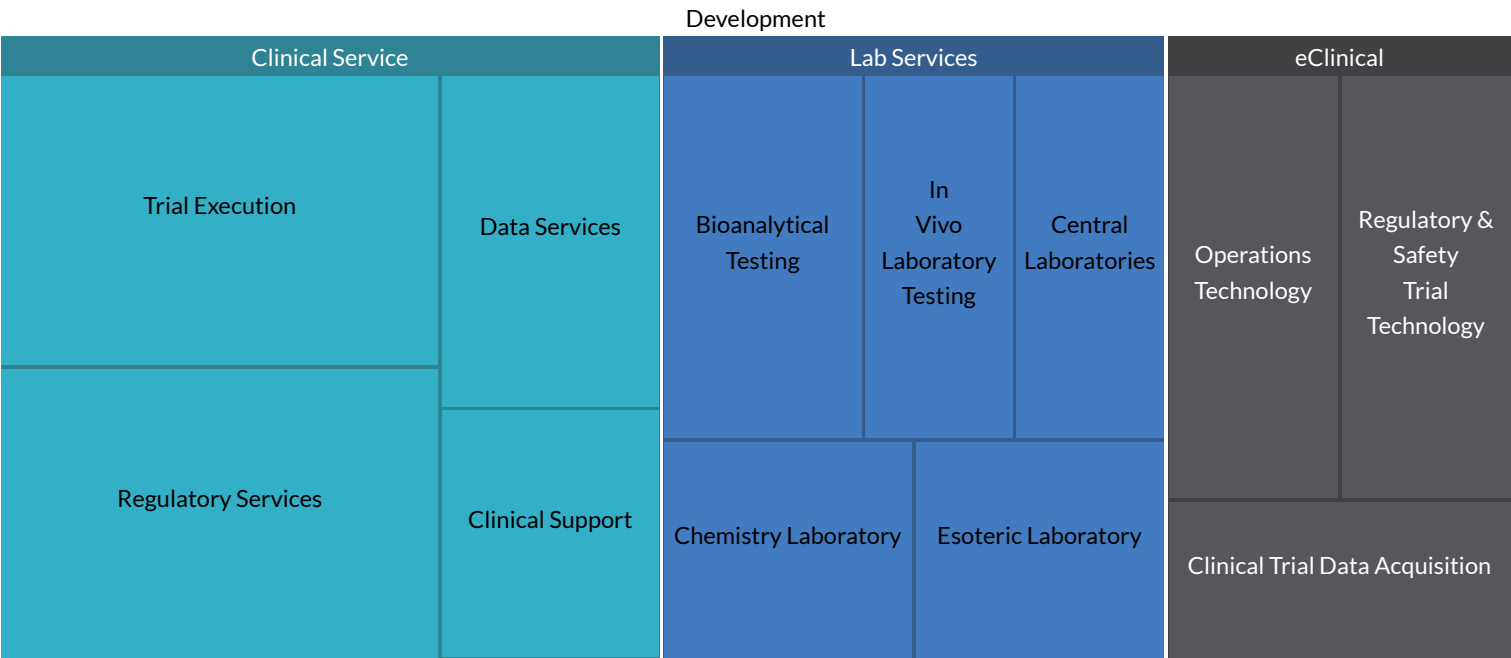 Development
Clinical Service
Trial Execution
Data Services
Regulatory Services
Clinical Support
Lab Services
Bioanalytical
Testing
In
Vivo
Laboratory
Testing
Central
Laboratories
Chemistry Laboratory
Esoteric Laboratory
eClinical
Operations
Technology
Regulatory &
Safety
Trial
Technology
Clinical Trial Data Acquisition